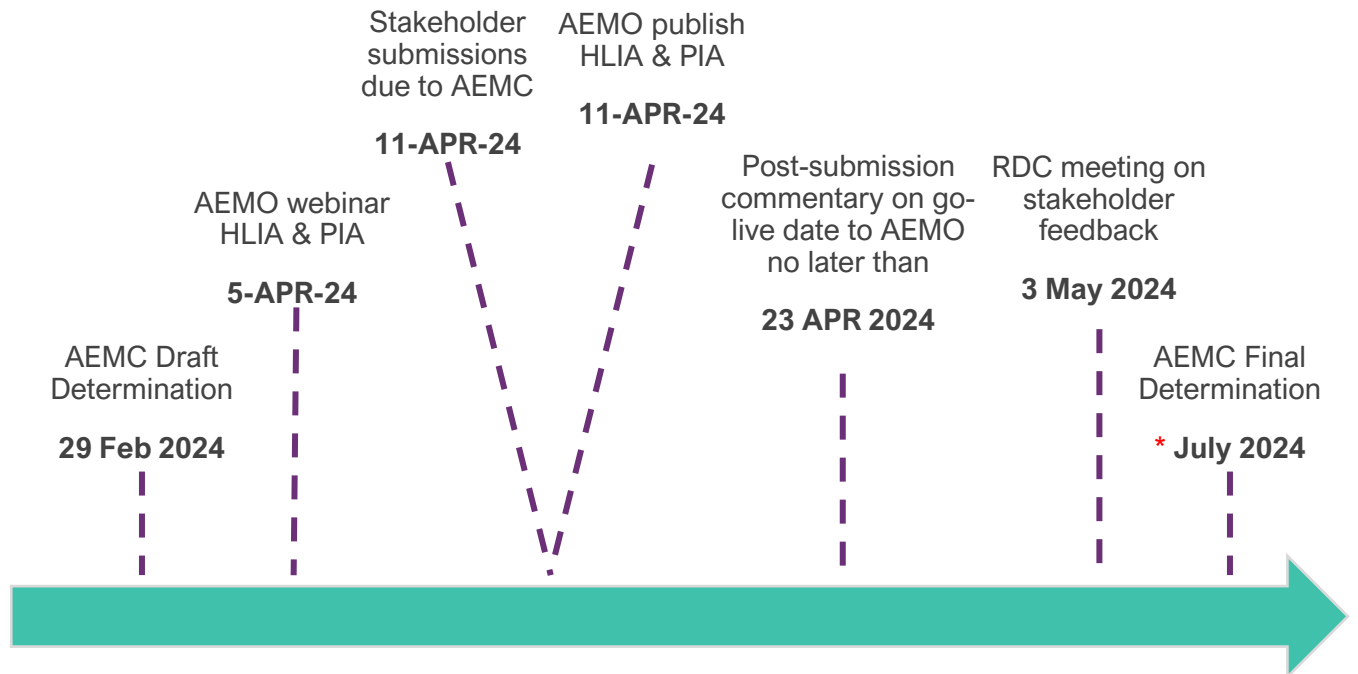 Stakeholder
submissions
due to AEMC
11-APR-24
AEMO publish
HLIA & PIA
11-APR-24
AEMO webinar
HLIA & PIA
5-APR-24
Post-submission
commentary on go-
live date to AEMO
no later than
23 APR 2024
RDC meeting on
stakeholder
feedback
3 May 2024
AEMC Draft
Determination
29 Feb 2024
AEMC Final
Determination
* July 2024